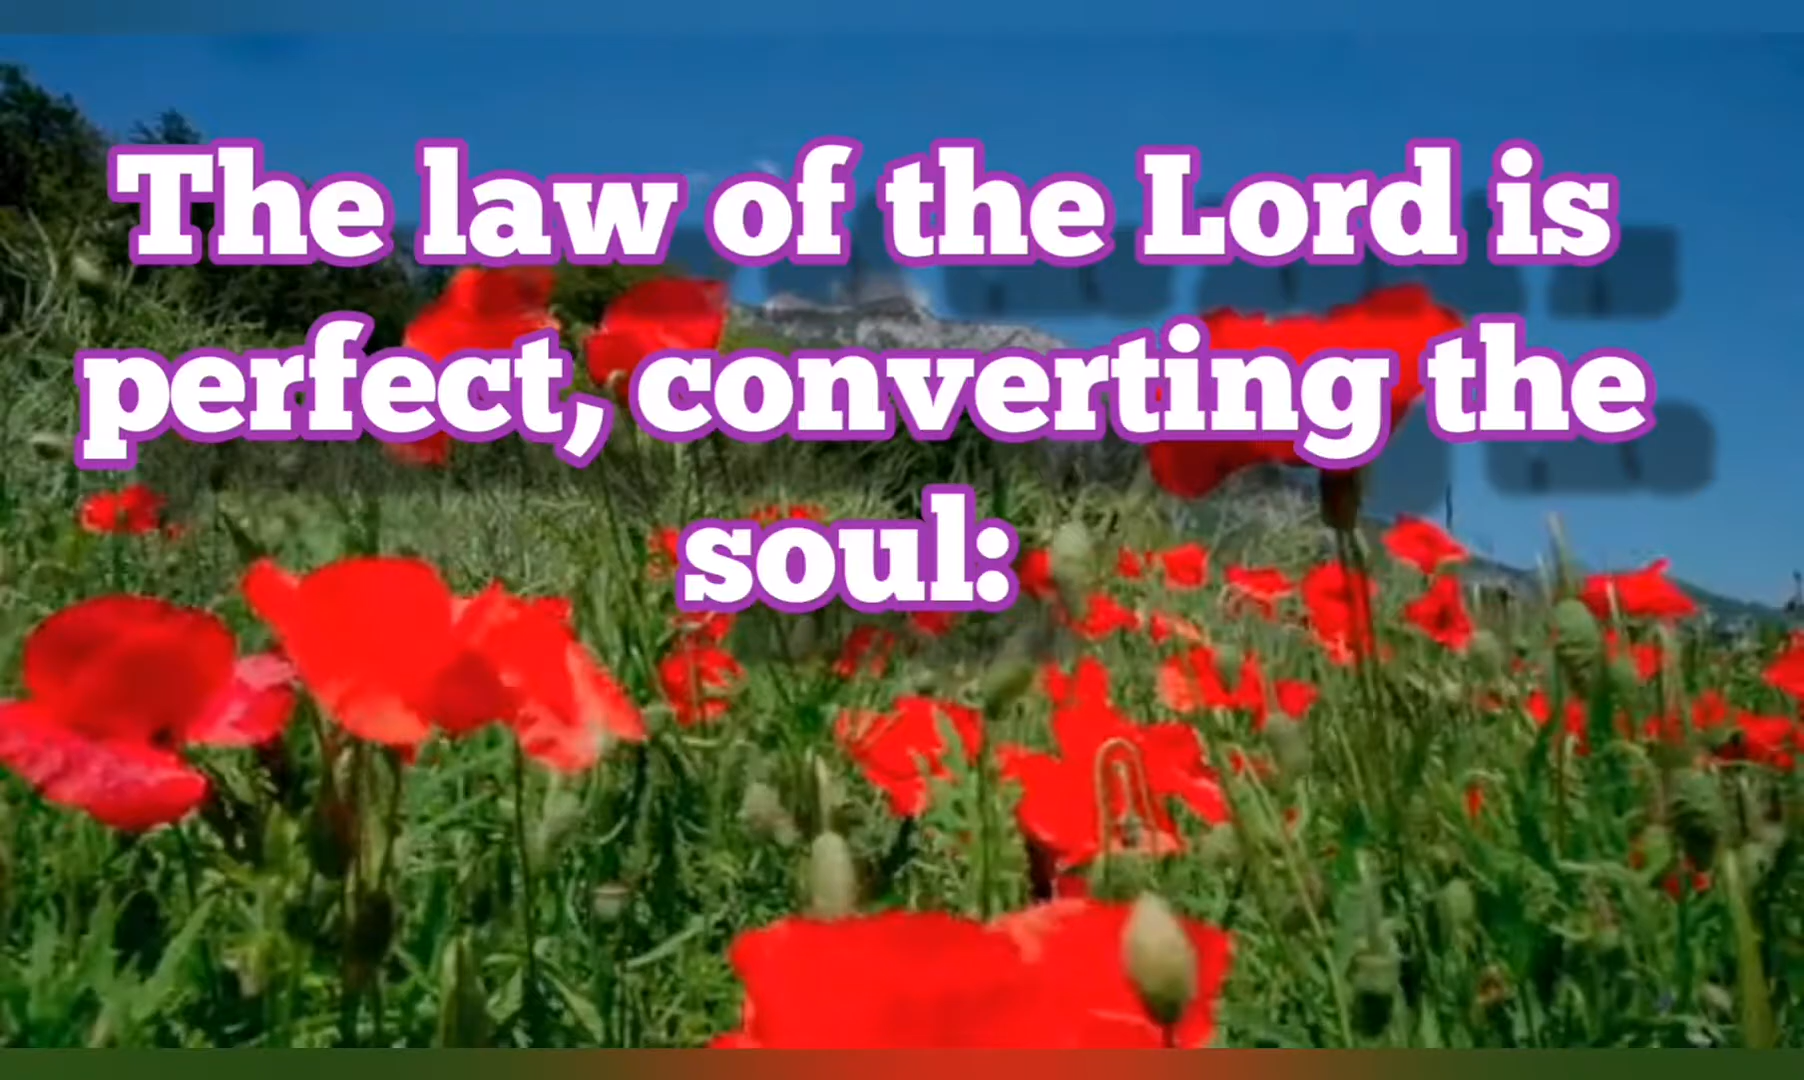 The law of the Lord is
perfect, converting the
soul: